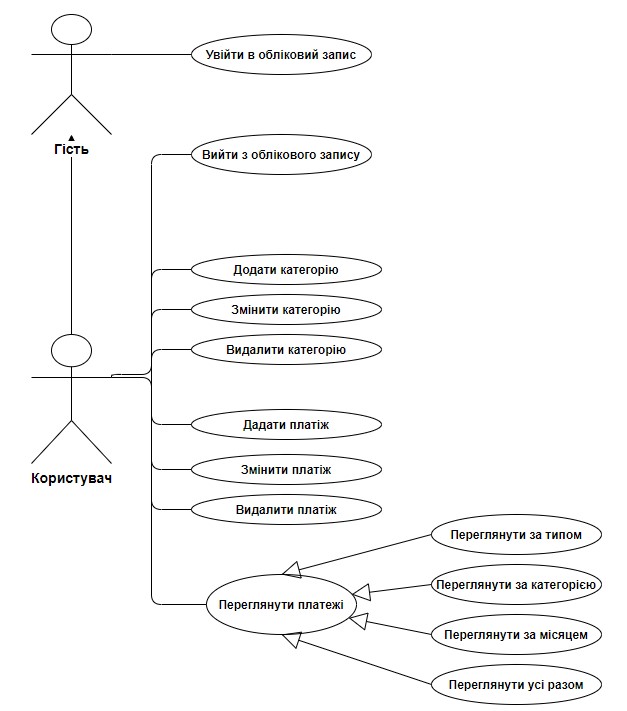 Увійти в обліковий запис
Гість
Вийти з облікового запису
Додати категорію
Змінити категорію
Видалити категорію
Дадати платіж
Змінити платіж
Користувач
Видалити платіж
Переглянути за типом
Переглянути за категорією
Переглянути платежі
Переглянути за місяцем
Переглянути усі разом